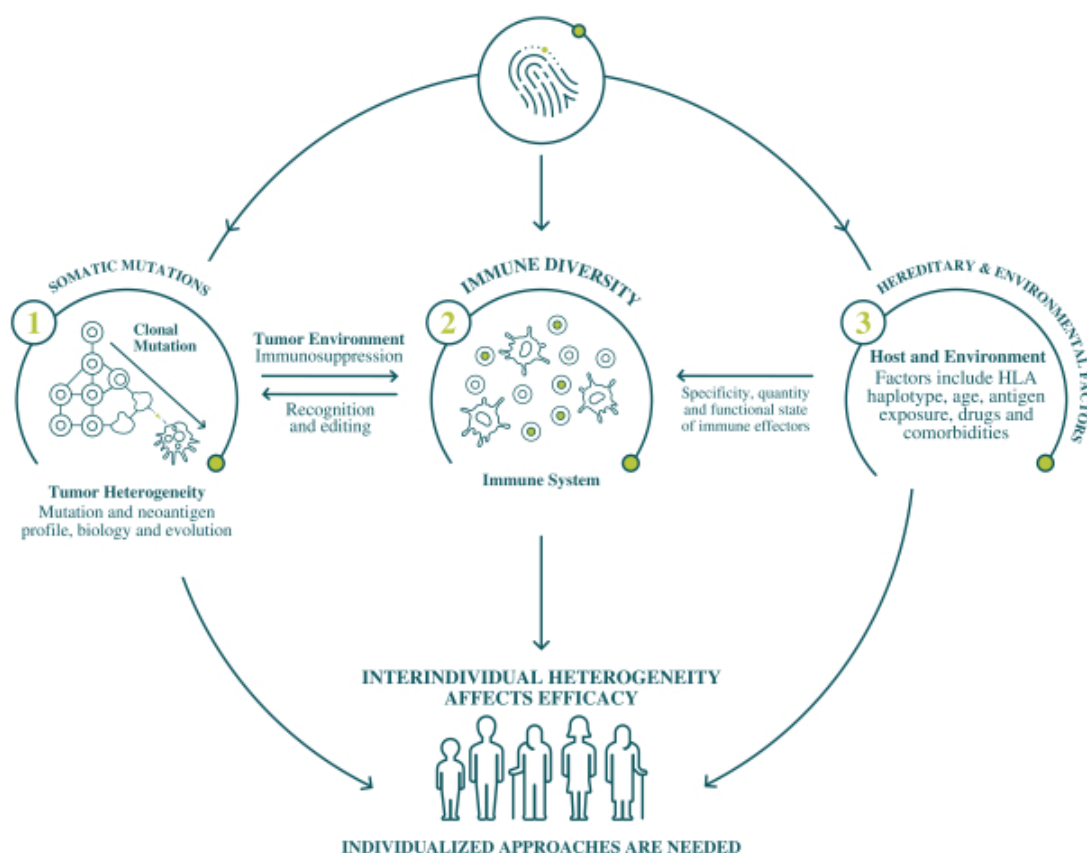 SOMATIC MUTATIONS
1
Clonal
Mutation
Tumor Heterogeneity
Mutation and neoantigen
profile, biology and evolution
Tumor Environment
Immunosuppression
Recognition
and editing
IMMUNE DIVERSITY
2
Immune System
Specificity, quantity
and functional state
of immune effectors
HEREDITARY & ENVIRONMENTAL FACTORS
3
Host and Environment
Factors include HLA
haplotype, age, antigen
exposure, drugs and
comorbidities
INTERINDIVIDUAL HETEROGENEITY
AFFECTS EFFICACY
INDIVIDUALIZED APPROACHES ARE NEEDED